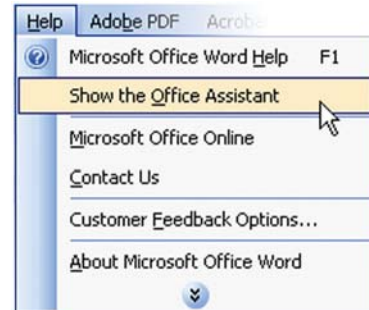 Help Adobe PDF Acrobat
Microsoft Office Word Help F1
Show the Office Assistant
Microsoft Office Online
Contact Us
Customer Feedback Options...
About Microsoft Office Word